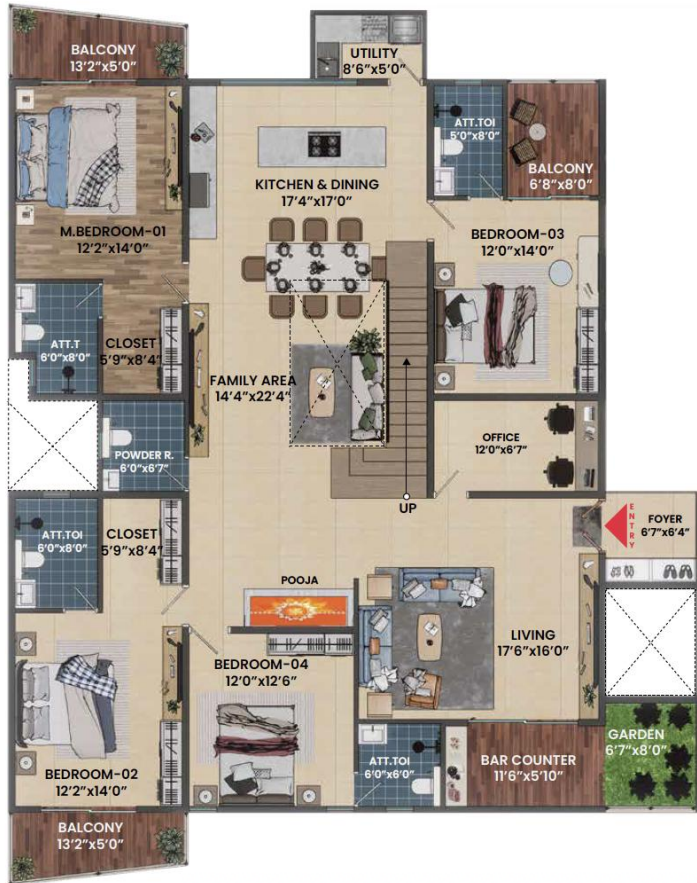 BALCONY
13'2"x5'0"
UTILITY
8'6"x5'0"
ATT.TOI
5'0"x8'0"
BALCONY
6'8"x8'0"
KITCHEN & DINING
17'4"x17'0"
M.BEDROOM-01
12'2"x14'0"
BEDROOM-03
12'0"x14'0"
ATT.T
6'0"x8'0"
CLOSET
5'9"x8'4"
FAMILY AREA
14'4"x22'4"
OFFICE
12'0"x6'7"
POWDER R.
6'0"x6'7"
UP
ENTRY
FOYER
6'7"x6'4"
ATT.TOI
6'0"x8'0"
CLOSET
5'9"x8'4"
POOJA
LIVING
17'6"x16'0"
BEDROOM-04
12'0"x12'6"
BEDROOM-02
12'2"x14'0"
ATT.TOI
6'0"x6'0"
BAR COUNTER
11'6"x5'10"
GARDEN
6'7"x8'0"
BALCONY
13'2"x5'0"